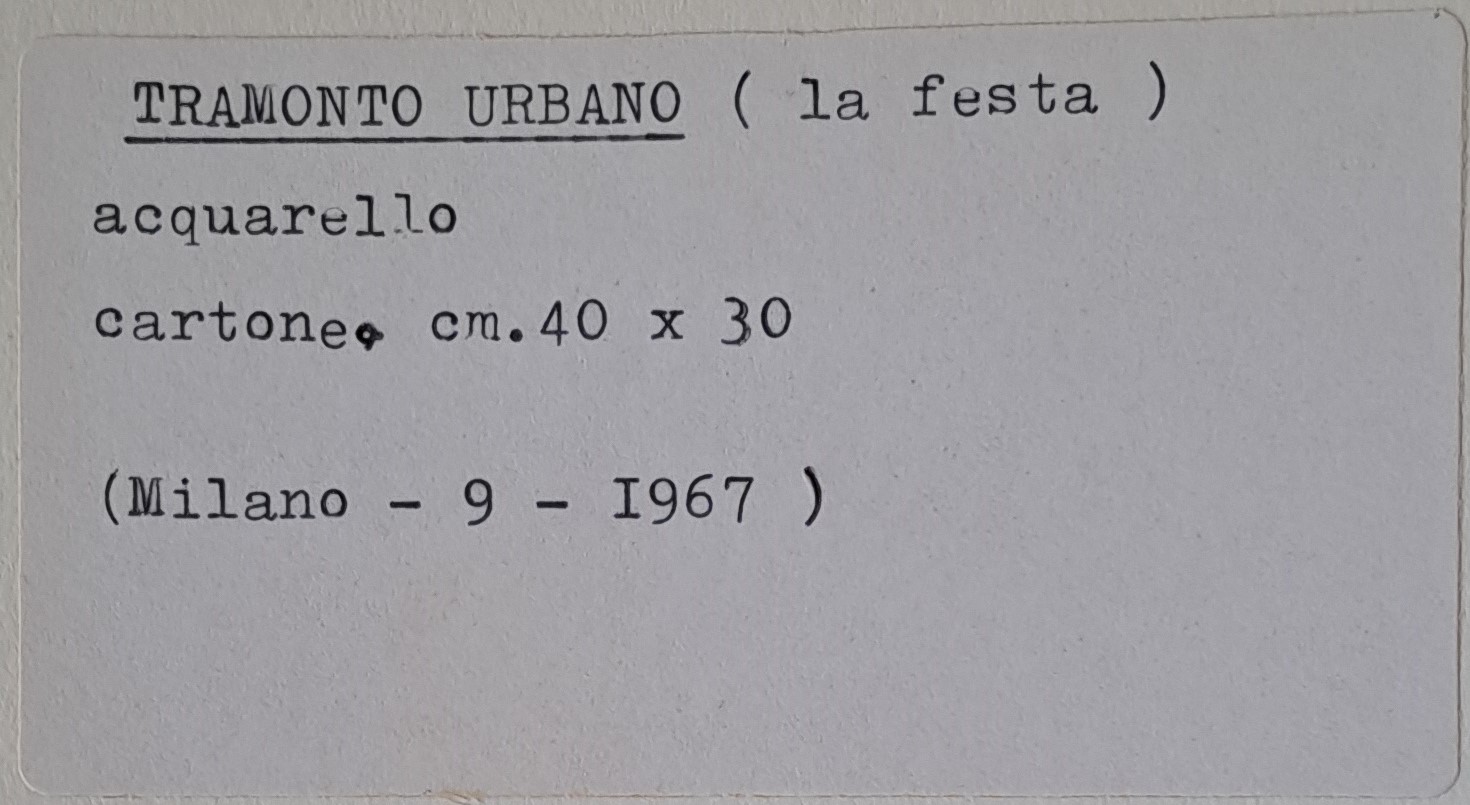 TRAMONTO URBANO ( la festa )
acquarello
cartone. cm.40 x 30
(Milano - 9 - I967 )